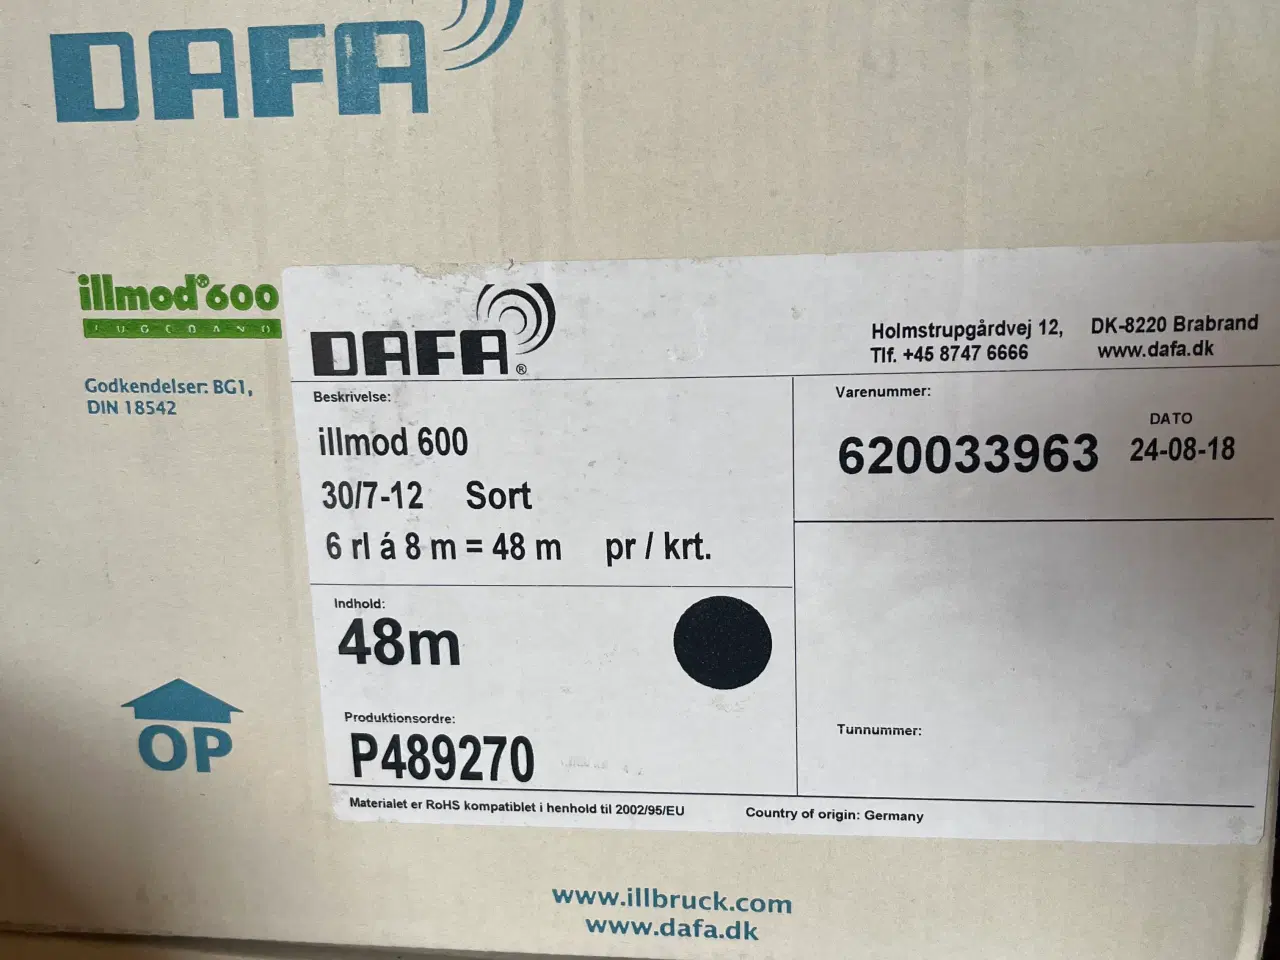 DAFA
illmod®600
FUGEBÅND
Godkendelser: BG1,
DIN 18542
OP
DAFA®
Holmstrupgårdvej 12, DK-8220 Brabrand
Tlf. +45 8747 6666 www.dafa.dk
Beskrivelse:
illmod 600
30/7-12 Sort
6 rl á 8 m = 48 m pr / krt.
Varenummer:
620033963
DATO
24-08-18
Indhold:
48m
Produktionsordre:
P489270
Tunnummer:
Materialet er RoHS kompatiblet i henhold til 2002/95/EU
Country of origin: Germany
www.illbruck.com
www.dafa.dk